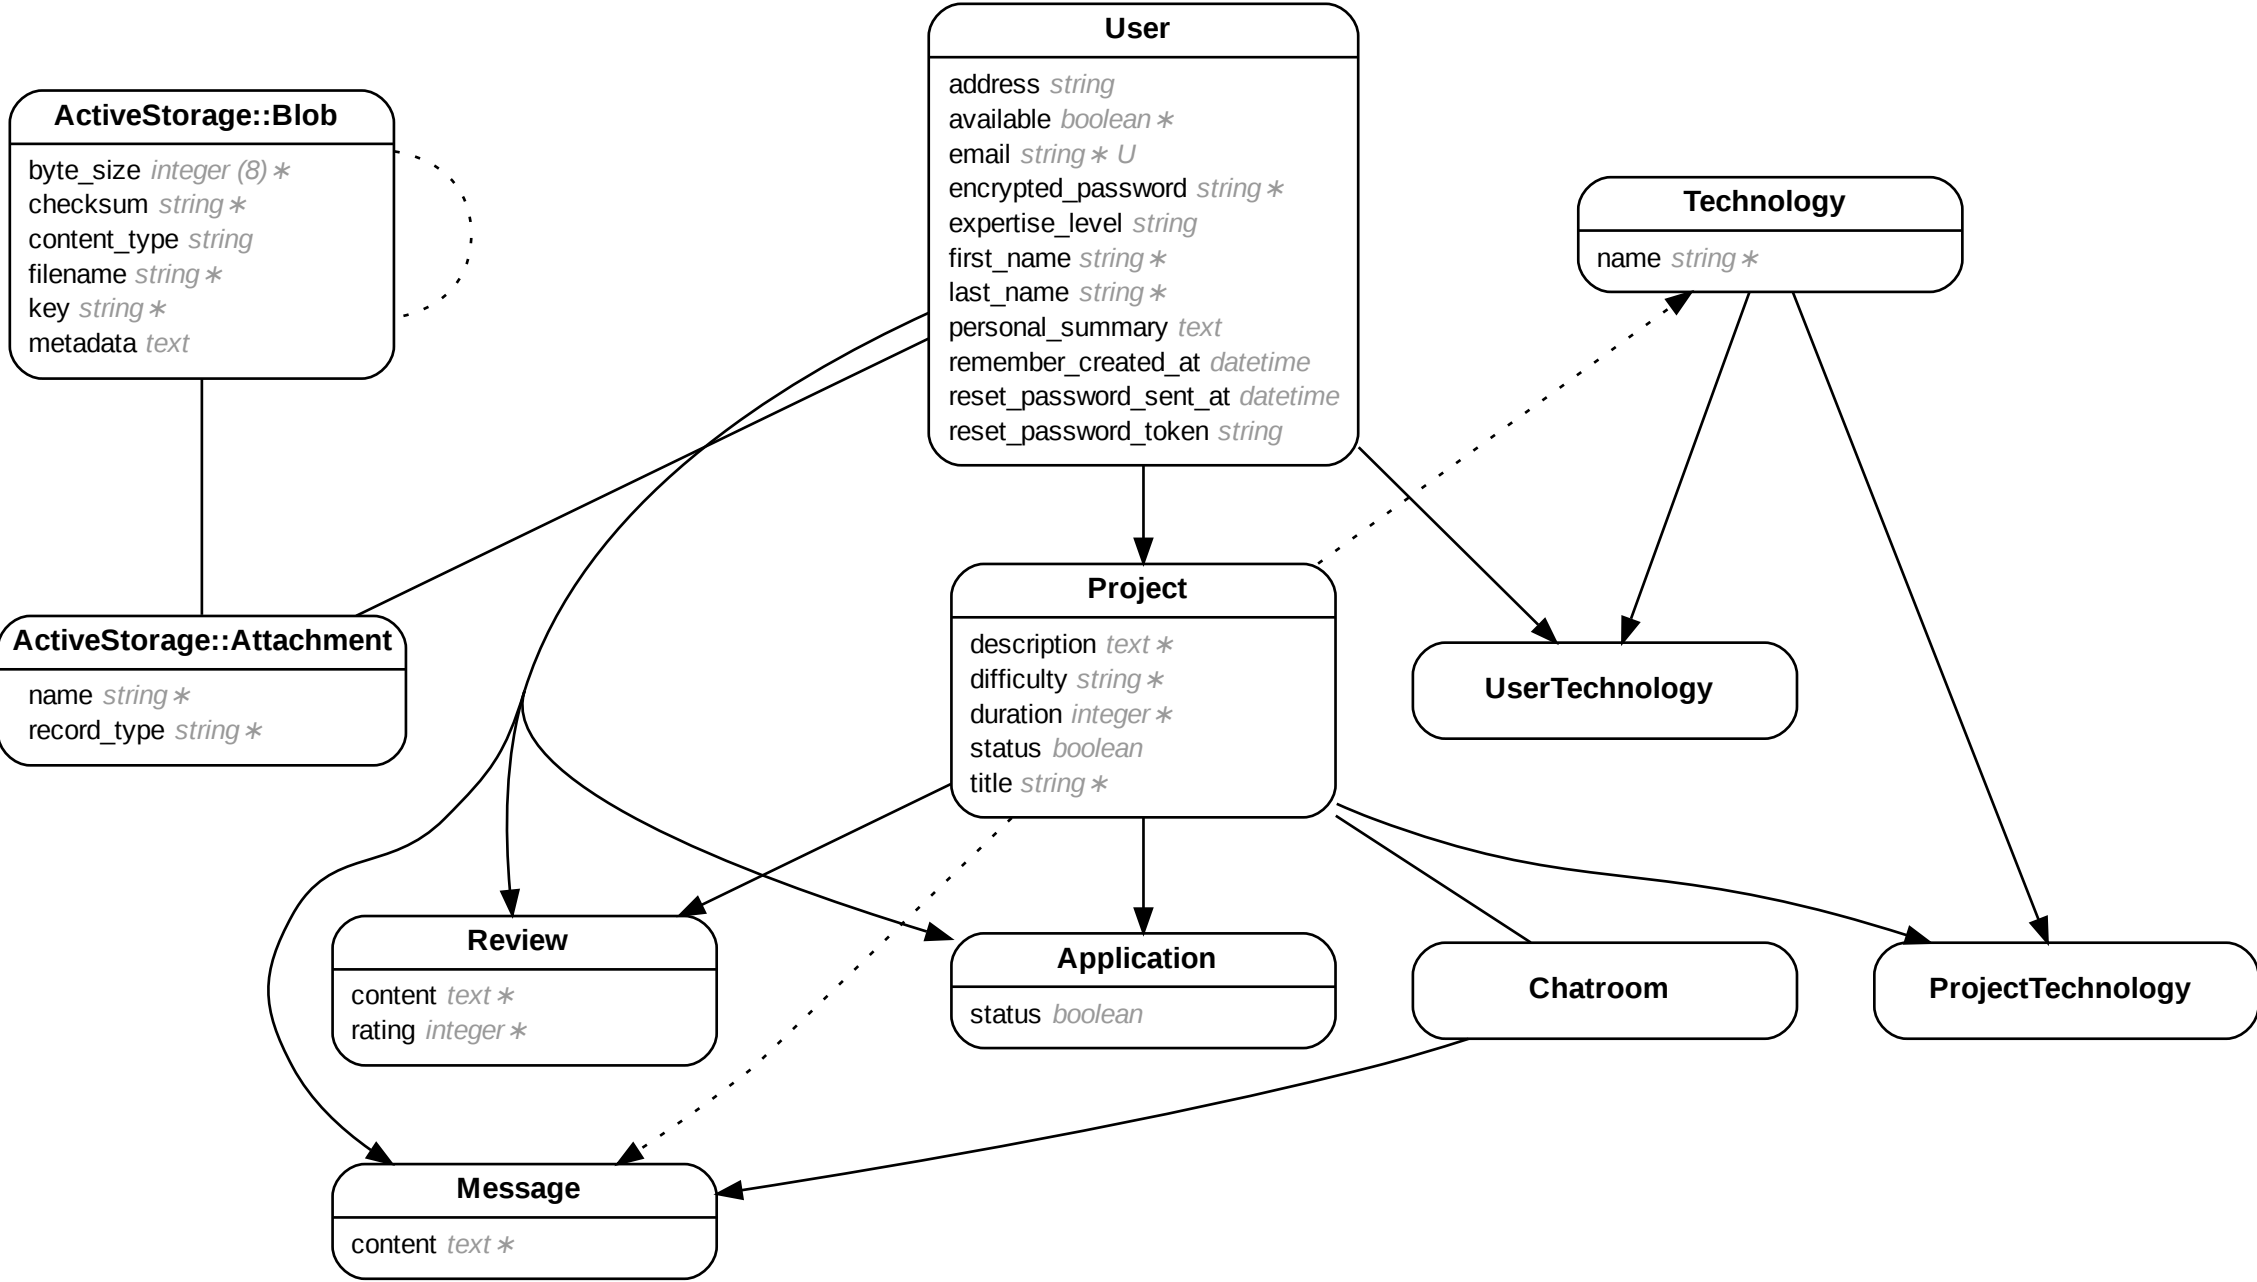 User
address string
available boolean ∗
email string ∗ U
encrypted_password string ∗
expertise_level string
first_name string ∗
last_name string ∗
personal_summary text
remember_created_at datetime
reset_password_sent_at datetime
reset_password_token string
ActiveStorage::Blob
byte_size integer (8) ∗
checksum string ∗
content_type string
filename string ∗
key string ∗
metadata text
Technology
name string ∗
ActiveStorage::Attachment
name string ∗
record_type string ∗
Project
description text ∗
difficulty string ∗
duration integer ∗
status boolean
title string ∗
UserTechnology
Review
content text ∗
rating integer ∗
Application
status boolean
Chatroom
ProjectTechnology
Message
content text ∗